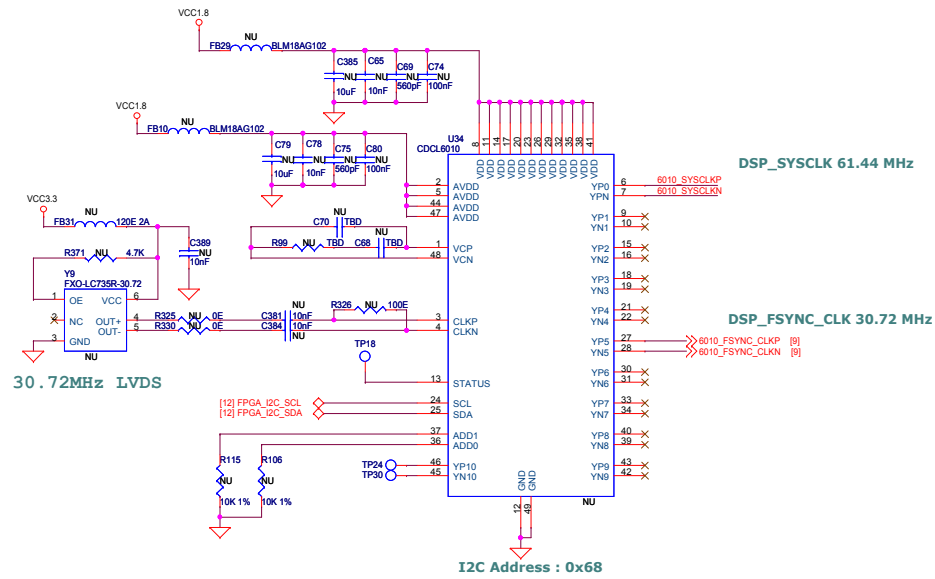 VCC1.8
NU
FB29 BLM18AG102
C385 C65 C69 C74
NU NU NU NU
10uF 10nF 560pF 100nF
VCC1.8
NU
FB10 BLM18AG102
C79 C78 C75 C80
NU NU NU NU
10uF 10nF 560pF 100nF
U34
CDCL6010
8 11 14 17 20 23 26 29 32 35 38 41
VDD VDD VDD VDD VDD VDD VDD VDD VDD VDD VDD VDD
DSP_SYSCLK 61.44 MHz
2 AVDD
5 AVDD
44 AVDD
47 AVDD
YP0 6 6010_SYSCLKP
YPN 7 6010_SYSCLKN
YP1 9
YN1 10
YP2 15
YN2 16
YP3 18
YN3 19
YP4 21
YN4 22
DSP_FSYNC_CLK 30.72 MHz
YP5 27 6010_FSYNC_CLKP [9]
YN5 28 6010_FSYNC_CLKN [9]
YP6 30
YN6 31
YP7 33
YN7 34
YP8 40
YN8 39
YP9 43
YN9 42
VCC3.3
NU
FB31 120E 2A
NU
R371 4.7K
C389
NU
10nF
C70 NU TBD
R99 NU TBD C68 NU TBD
1 VCP
48 VCN
Y9
FXO-LC735R-30.72
1 OE VCC 6
2 NC OUT+ 4
OUT- 5
3 GND
NU
30.72MHz LVDS
R325 NU 0E
R330 NU 0E
C381 NU 10nF
C384 NU 10nF
R326 NU 100E
3 CLKP
4 CLKN
TP18
13 STATUS
[12] FPGA_I2C_SCL 24 SCL
[12] FPGA_I2C_SDA 25 SDA
37 ADD1
36 ADD0
R115 R106
NU NU
10K 1% 10K 1%
TP24 46 YP10
TP30 45 YN10
GND GND
12 49
NU
I2C Address : 0x68